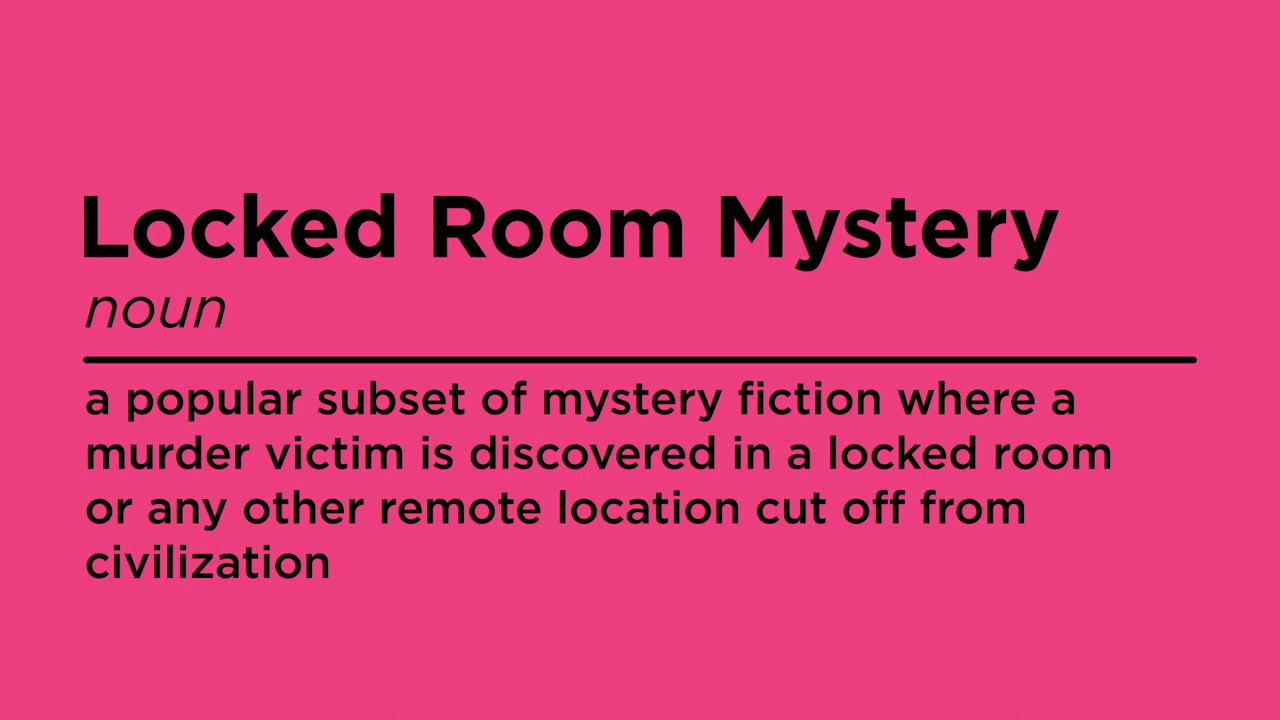 Locked Room Mystery
noun
a popular subset of mystery fiction where a
murder victim is discovered in a locked room
or any other remote location cut off from
civilization